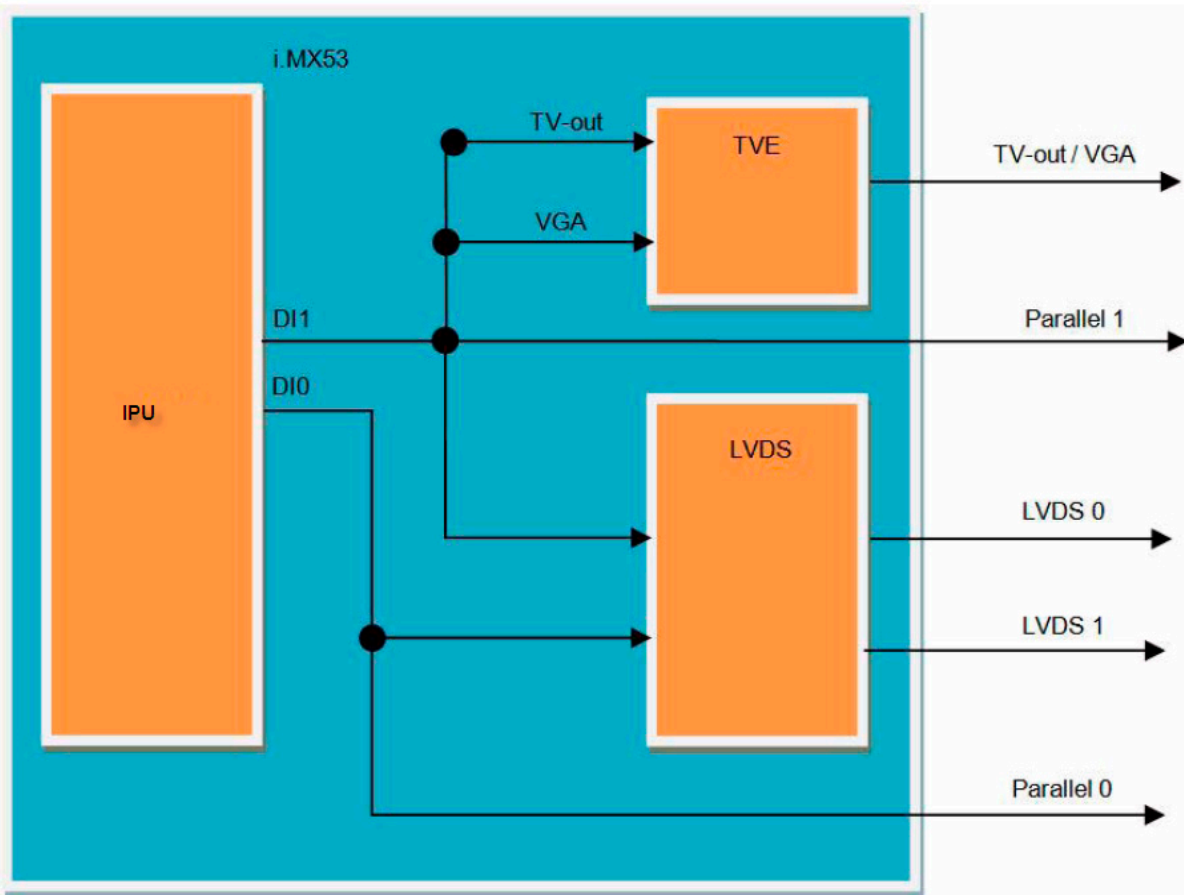 i.MX53
TV-out
TVE
TV-out / VGA
VGA
DI1
Parallel 1
DI0
IPU
LVDS
LVDS 0
LVDS 1
Parallel 0